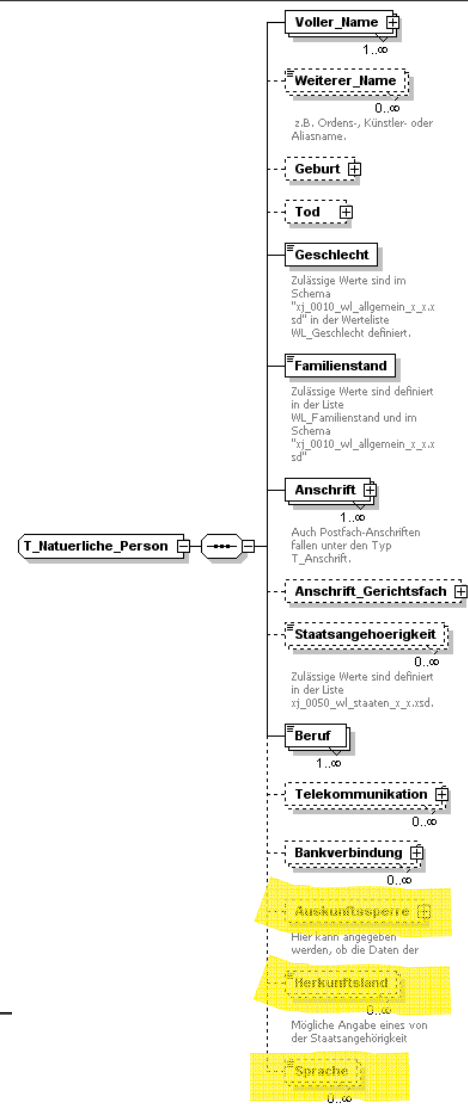 Voller_Name
1..∞
Weiterer_Name
0..∞
z.B. Ordens-, Künstler- oder
Aliasname.
Geburt
Tod
Geschlecht
Zulässige Werte sind im
Schema
"xj_0010_wl_allgemein_x_x.x
sd" in der Werteliste
WL_Geschlecht definiert.
Familienstand
Zulässige Werte sind definiert
in der Liste
WL_Familienstand und im
Schema
"xj_0010_wl_allgemein_x_x.x
sd"
Anschrift
1..∞
Auch Postfach-Anschriften
fallen unter den Typ
T_Anschrift.
T_Natuerliche_Person
Anschrift_Gerichtsfach
Staatsangehoerigkeit
0..∞
Zulässige Werte sind definiert
in der Liste
xj_0050_wl_staaten_x_x.xsd.
Beruf
1..∞
Telekommunikation
0..∞
Bankverbindung
0..∞
Auskunftssperre
Hier kann angegeben
werden, ob die Daten der
Herkunftsland
0..∞
Mögliche Angabe eines von
der Staatsangehörigkeit
Sprache
0..∞